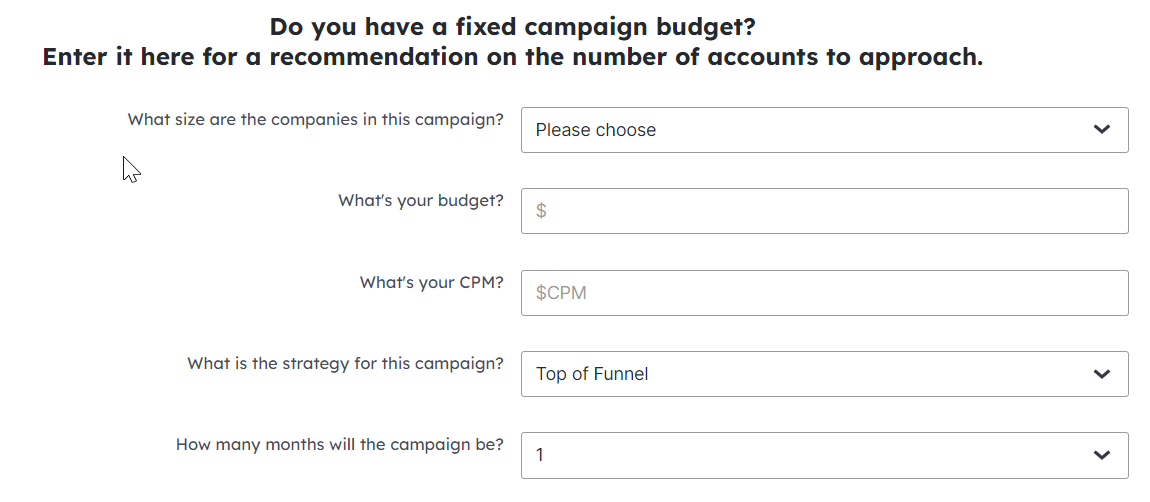 Do you have a fixed campaign budget?
Enter it here for a recommendation on the number of accounts to approach.
What size are the companies in this campaign?
Please choose
What's your budget?
$
What's your CPM?
$CPM
What is the strategy for this campaign?
Top of Funnel
How many months will the campaign be?
1